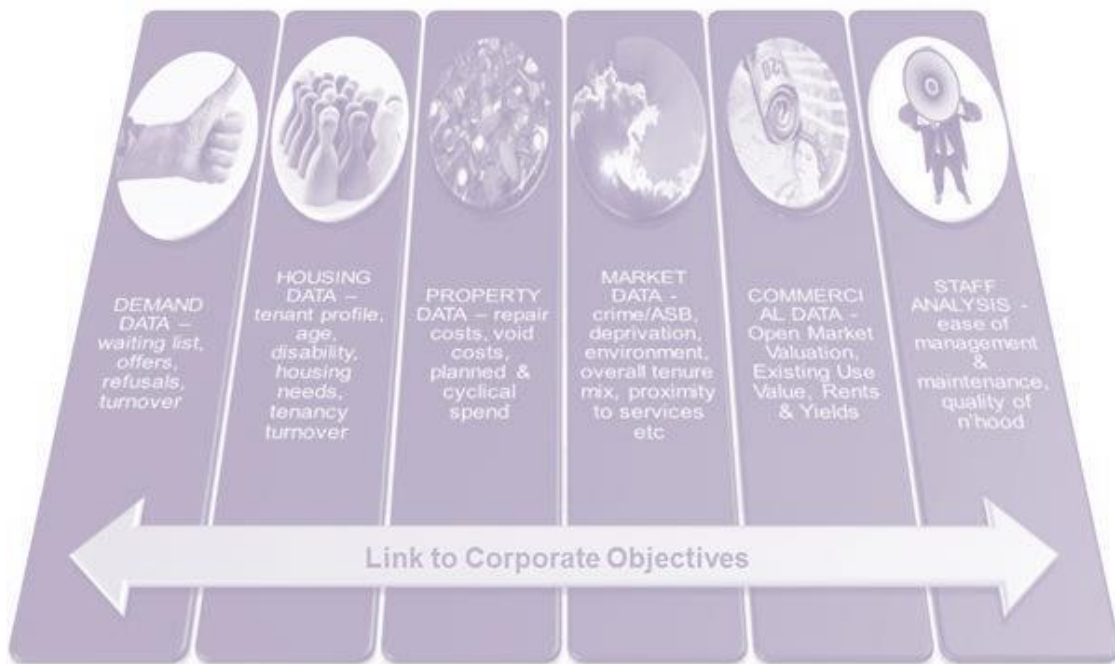 DEMAND
DATA –
waiting list,
offers,
refusals,
turnover
HOUSING
DATA –
tenant profile,
age,
disability,
housing
needs,
tenancy
turnover
PROPERTY
DATA – repair
costs, void
costs,
planned &
cyclical
spend
MARKET
DATA -
crime/ASB,
deprivation,
environment,
overall tenure
mix, proximity
to services
etc
COMMERCI
AL DATA -
Open Market
Valuation,
Existing Use
Value, Rents
& Yields
STAFF
ANALYSIS -
ease of
management
&
maintenance,
quality of
n'hood
20
Link to Corporate Objectives